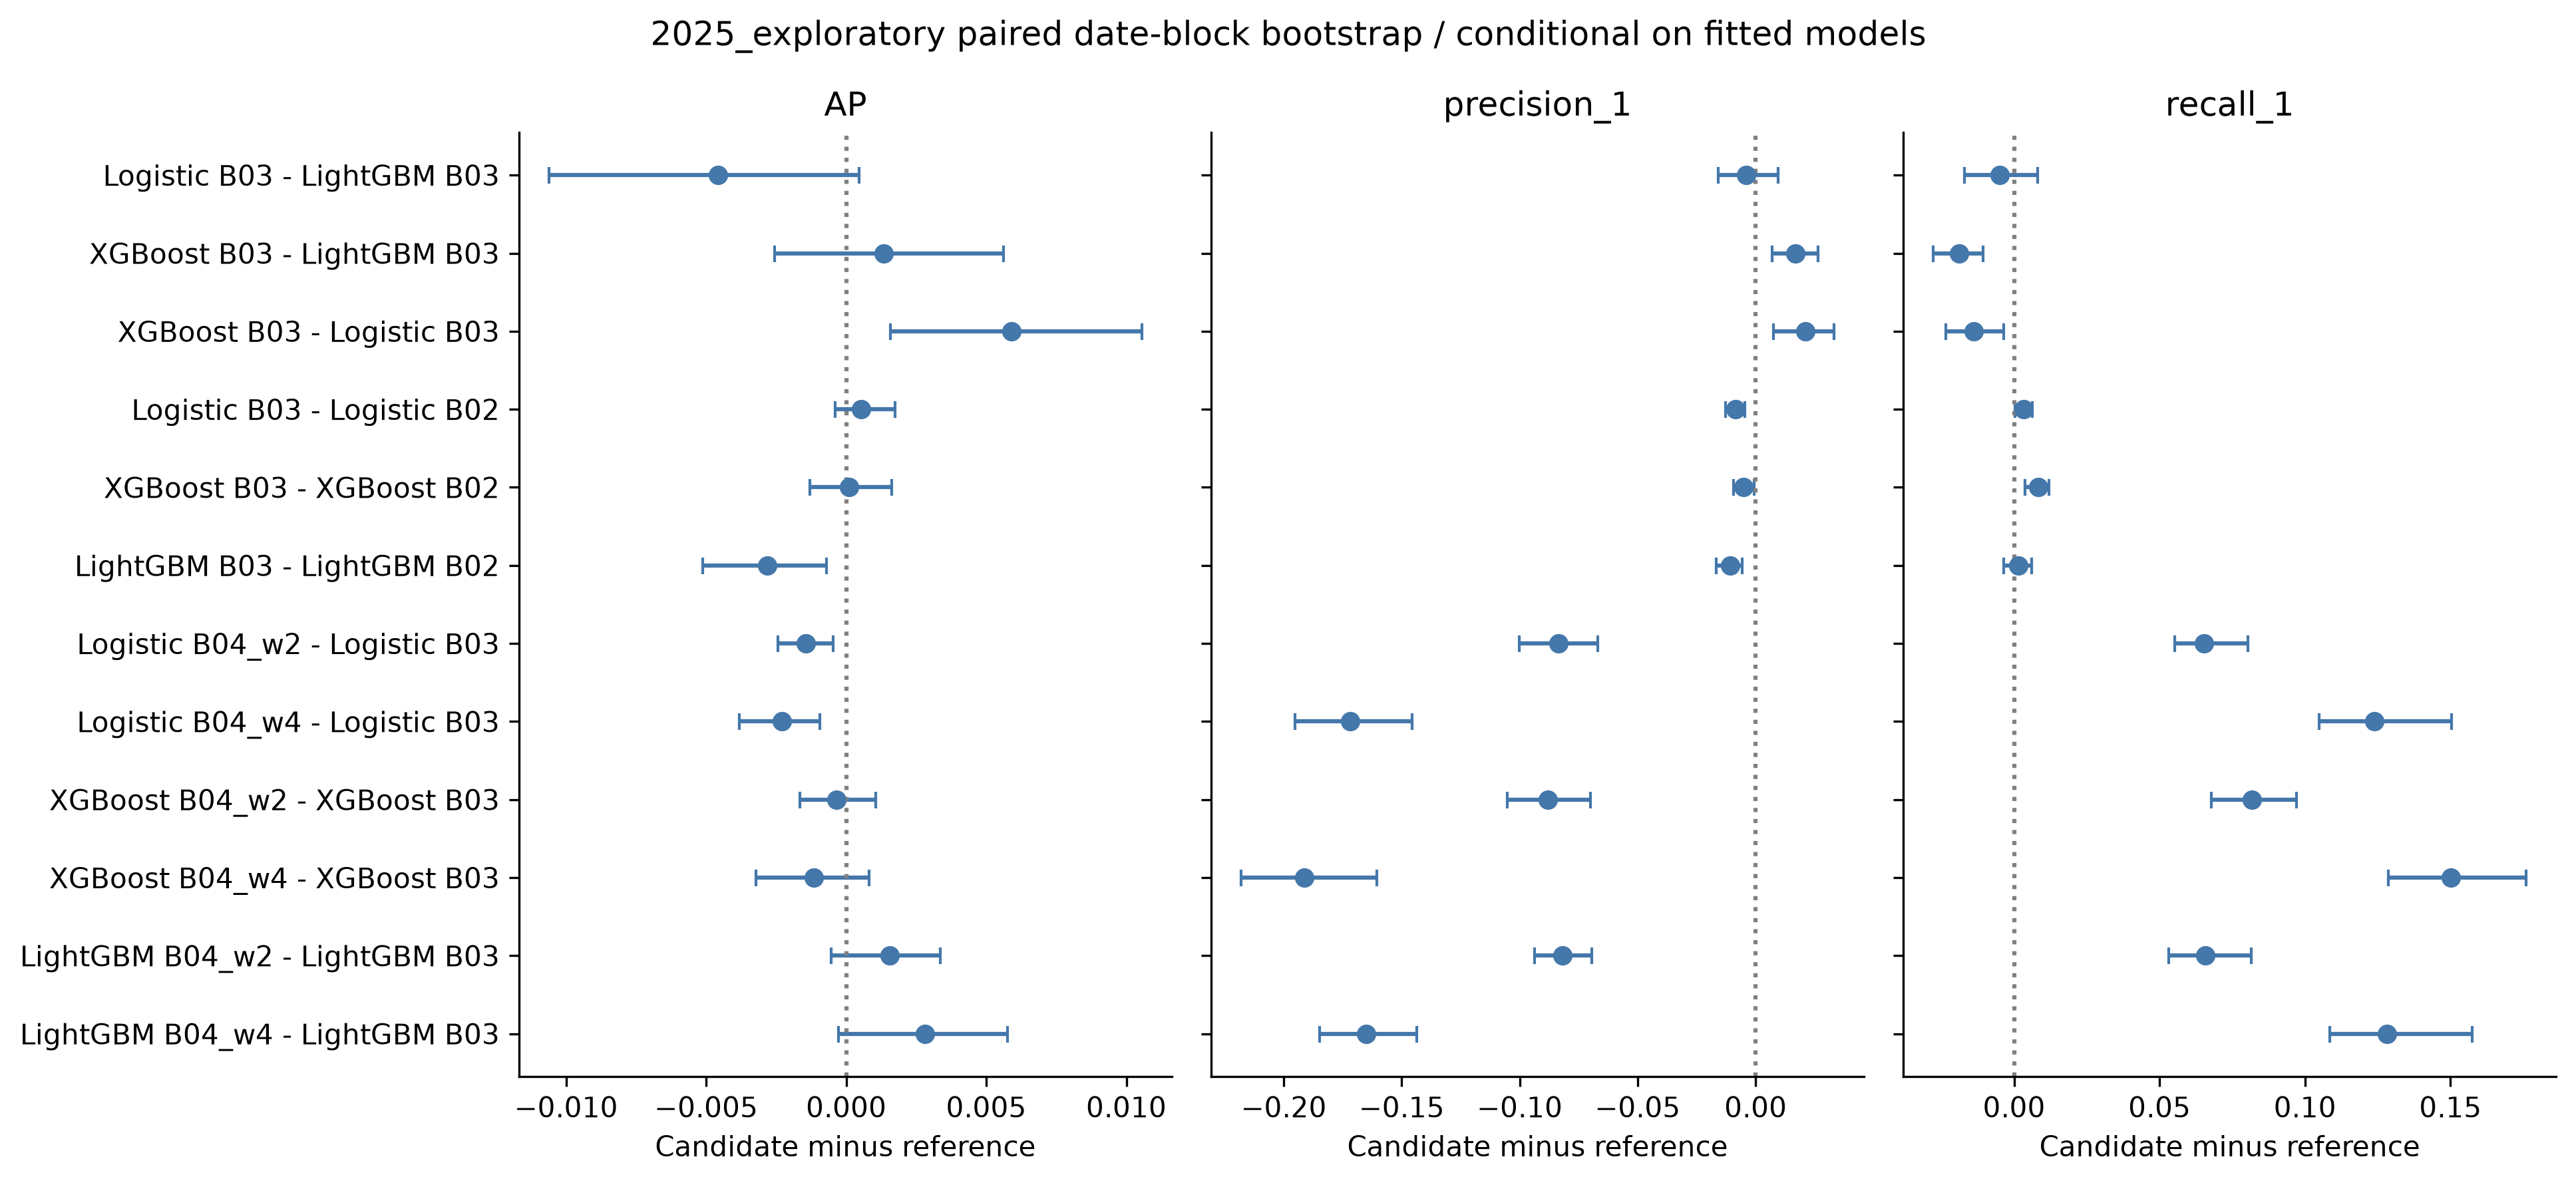 2025_exploratory paired date-block bootstrap / conditional on fitted models
AP
precision_1
recall_1
Logistic B03 - LightGBM B03
XGBoost B03 - LightGBM B03
XGBoost B03 - Logistic B03
Logistic B03 - Logistic B02
XGBoost B03 - XGBoost B02
LightGBM B03 - LightGBM B02
Logistic B04_w2 - Logistic B03
Logistic B04_w4 - Logistic B03
XGBoost B04_w2 - XGBoost B03
XGBoost B04_w4 - XGBoost B03
LightGBM B04_w2 - LightGBM B03
LightGBM B04_w4 - LightGBM B03
−0.010 −0.005 0.000 0.005 0.010
Candidate minus reference
−0.20 −0.15 −0.10 −0.05 0.00
Candidate minus reference
0.00 0.05 0.10 0.15
Candidate minus reference